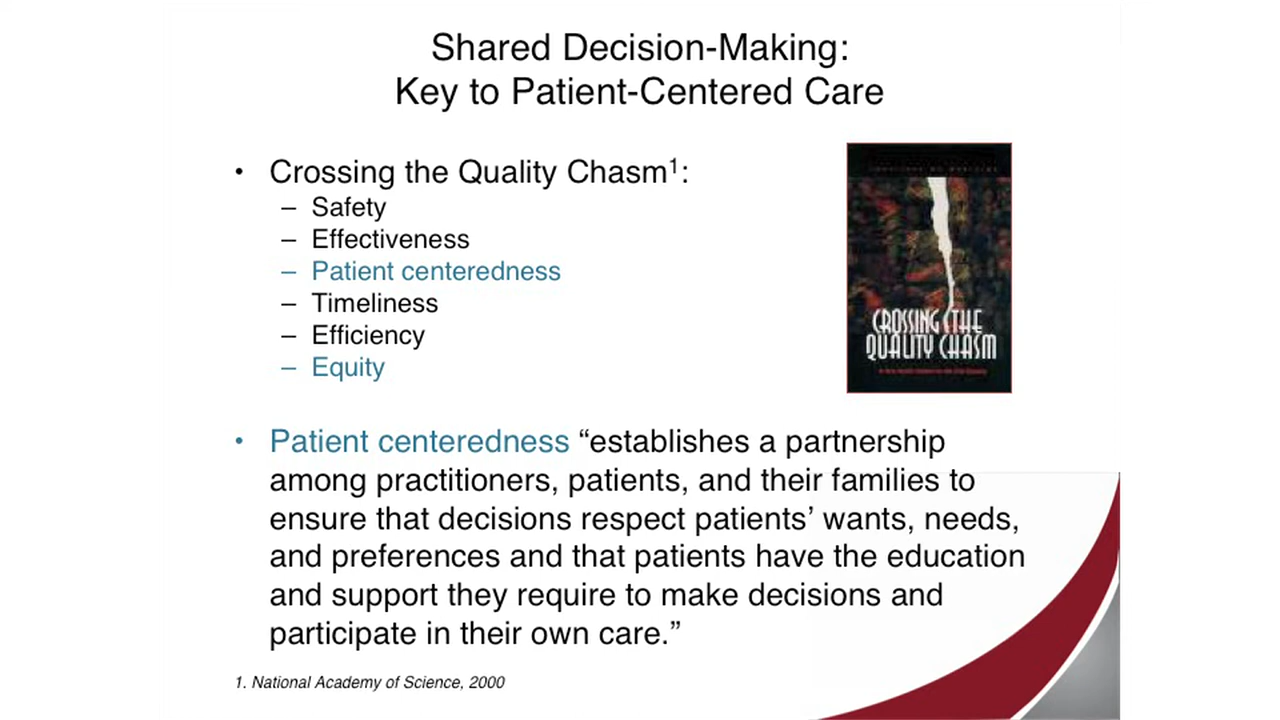 Shared Decision-Making:
Key to Patient-Centered Care
• Crossing the Quality Chasm¹:
– Safety
– Effectiveness
– Patient centeredness
– Timeliness
– Efficiency
– Equity
CROSSING THE
QUALITY CHASM
• Patient centeredness “establishes a partnership
among practitioners, patients, and their families to
ensure that decisions respect patients’ wants, needs,
and preferences and that patients have the education
and support they require to make decisions and
participate in their own care.”
1. National Academy of Science, 2000